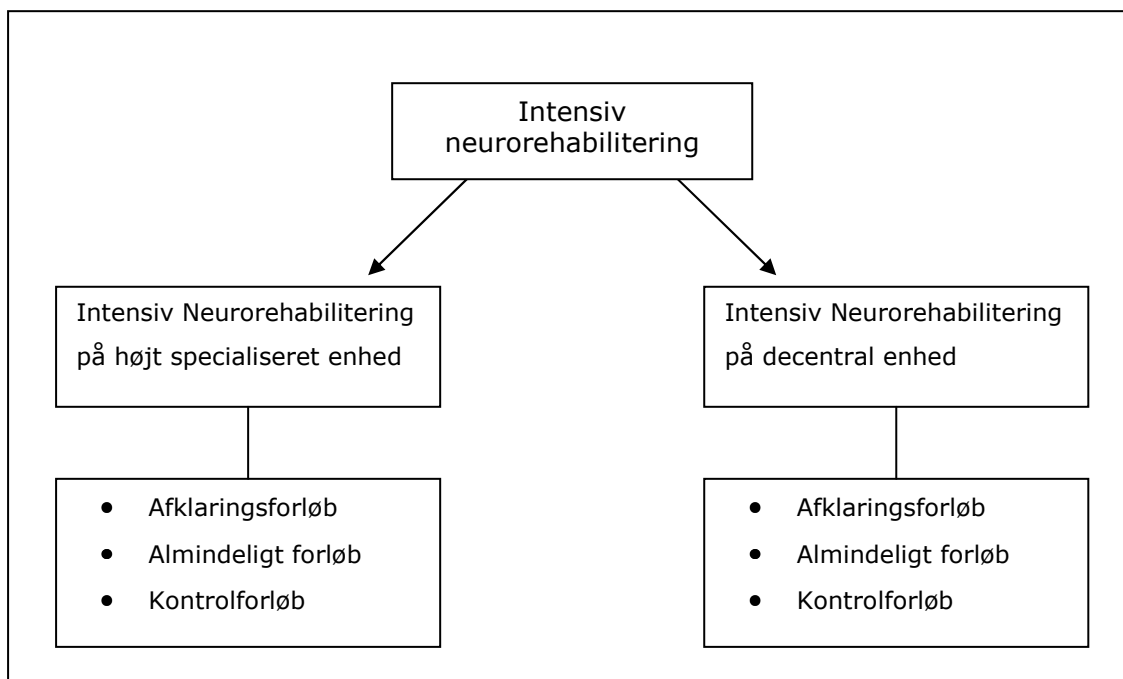 Intensiv
neurorehabilitering
Intensiv Neurorehabilitering
på højt specialiseret enhed
• Afklaringsforløb
• Almindeligt forløb
• Kontrolforløb
Intensiv Neurorehabilitering
på decentral enhed
• Afklaringsforløb
• Almindeligt forløb
• Kontrolforløb